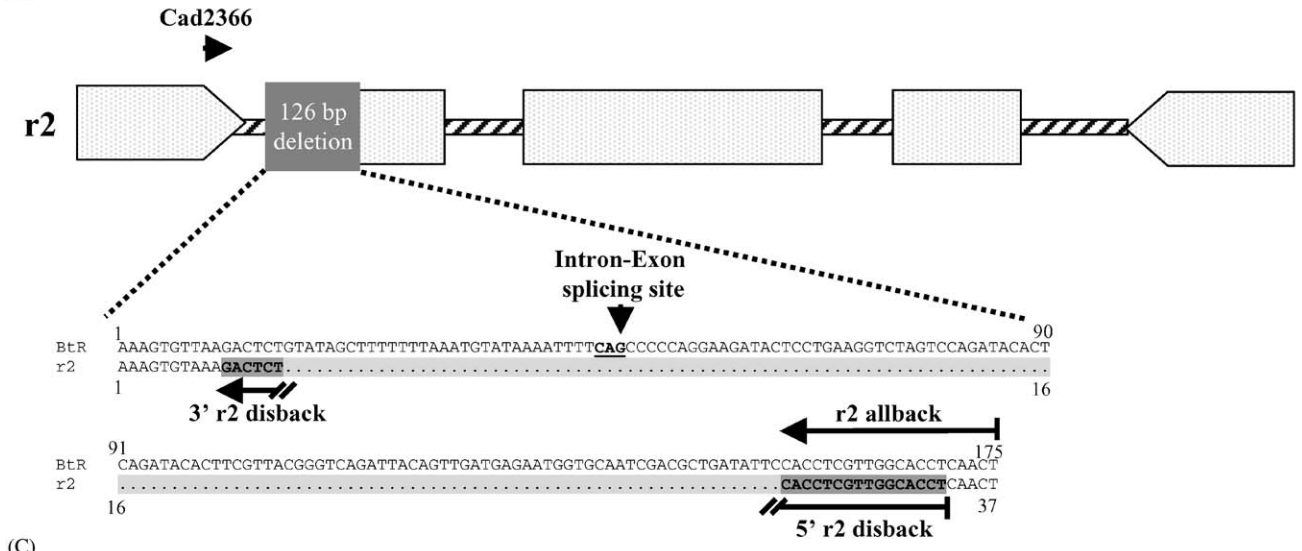 Cad2366
r2
126 bp
deletion
Intron-Exon
splicing site
1 90
BtR AAAGTGTTAAGACTCTGTATAGCTTTTTTTAAATGTATAAAATTTTCAGCCCCCAGGAAGATACTCCTGAAGGTCTAGTCCAGATACACT
r2 AAAGTGTAAAGACTCT..........................................................................
1 16
3’ r2 disback
r2 allback
91 175
BtR CAGATACACTTCGTTACGGGTCAGATTACAGTTGATGAGAATGGTGCAATCGACGCTGATATTCCACCTCGTTGGCACCTCAACT
r2 ................................................................CACCTCGTTGGCACCTCAACT
16 37
5’ r2 disback
(C)